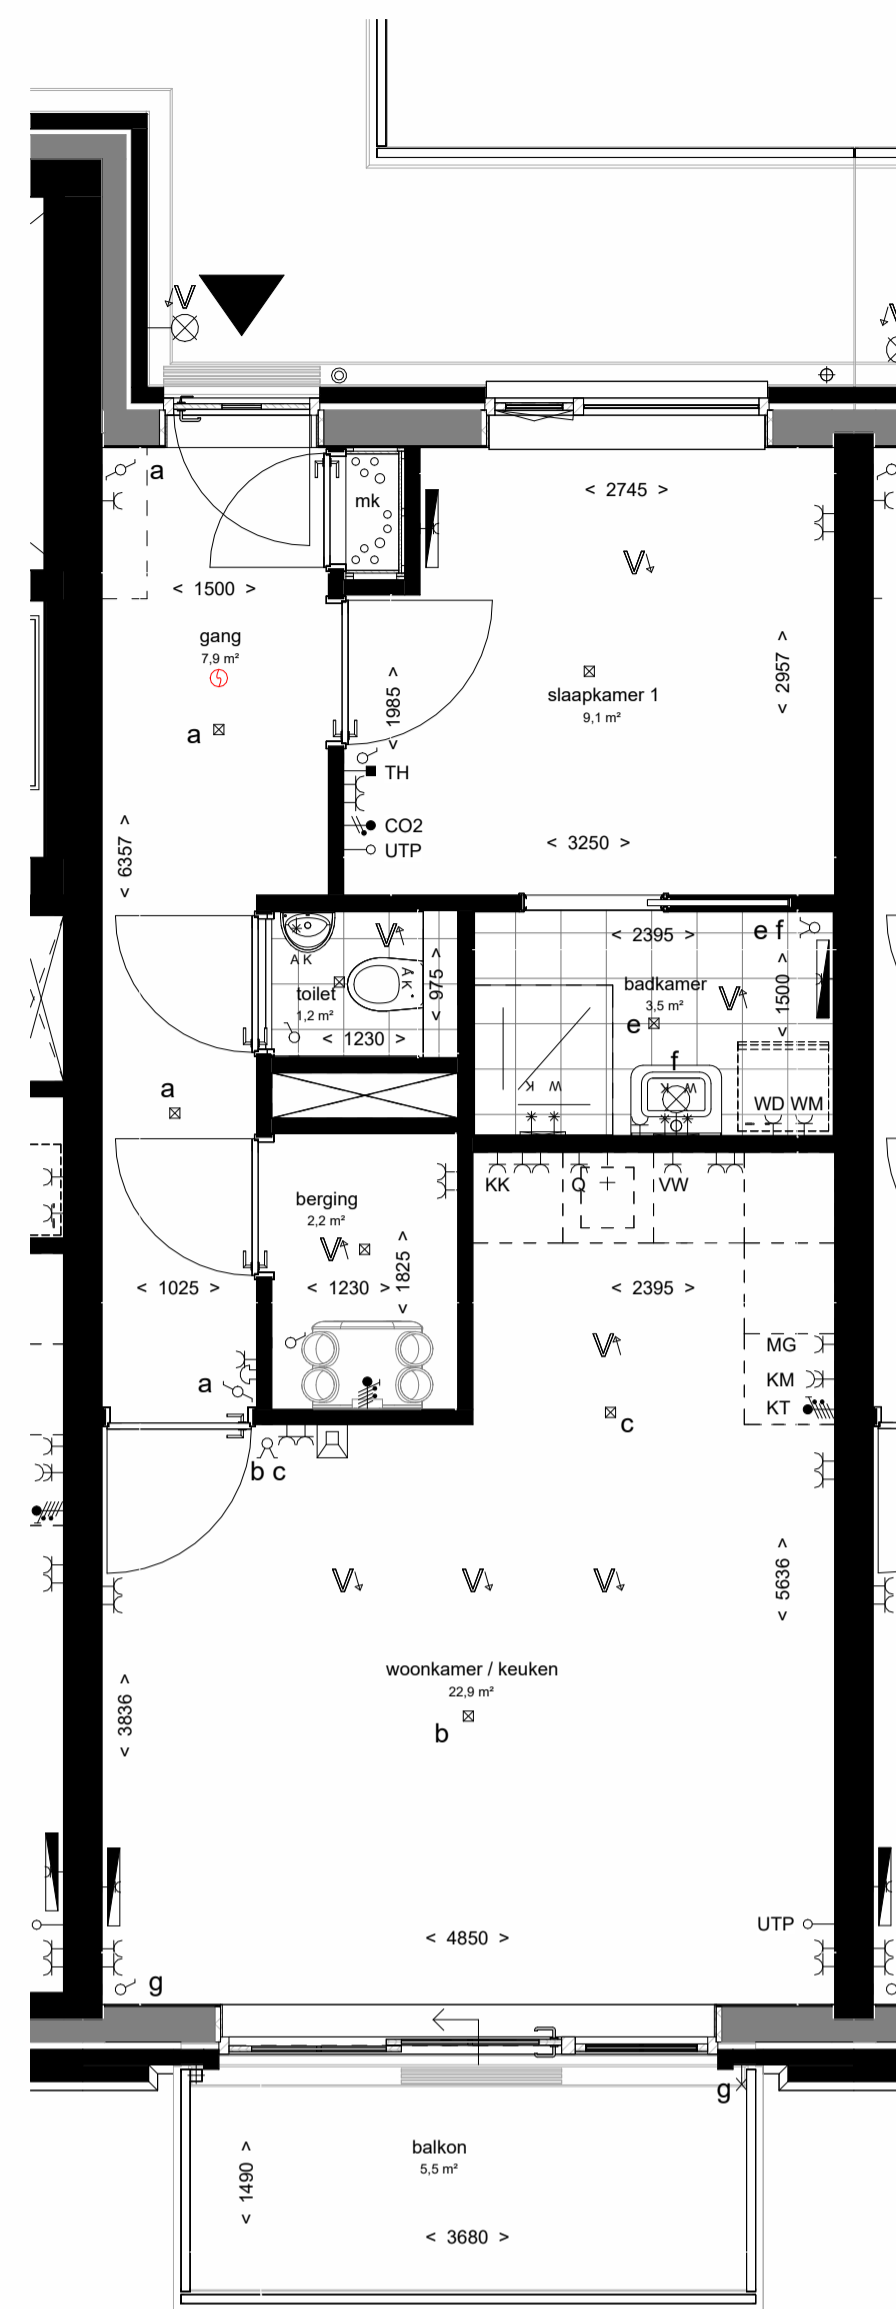 V
V
a
mk
< 2745 >
V
< 1500 >
gang
7,9 m²
a
< 1985 >
< 2957 >
slaapkamer 1
9,1 m²
TH
CO2
UTP
< 6357 >
< 3250 >
V
A K
A K
toilet
1,2 m²
< 1230 >
< 975 >
< 2395 >
e f
badkamer
3,5 m²
V
< 1500 >
e
f
K W
K W
WD WM
a
KK
Q
VW
berging
2,2 m²
V
< 1825 >
< 1025 >
< 1230 >
< 2395 >
V
MG
KM
KT
a
c
b c
V
V
V
< 5636 >
woonkamer / keuken
22,9 m²
b
< 3836 >
< 4850 >
UTP
g
g
balkon
5,5 m²
< 1490 >
< 3680 >